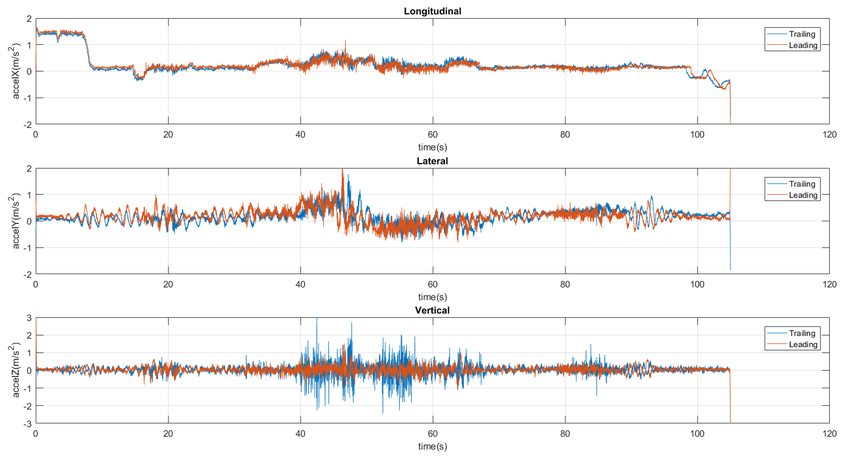 Longitudinal
accelX(m/s²)
2
1
0
-1
-2
Trailing
Leading
0 20 40 60 80 100 120
time(s)
Lateral
accelY(m/s²)
2
1
0
-1
-2
Trailing
Leading
0 20 40 60 80 100 120
time(s)
Vertical
accelZ(m/s²)
3
2
1
0
-1
-2
-3
Trailing
Leading
0 20 40 60 80 100 120
time(s)